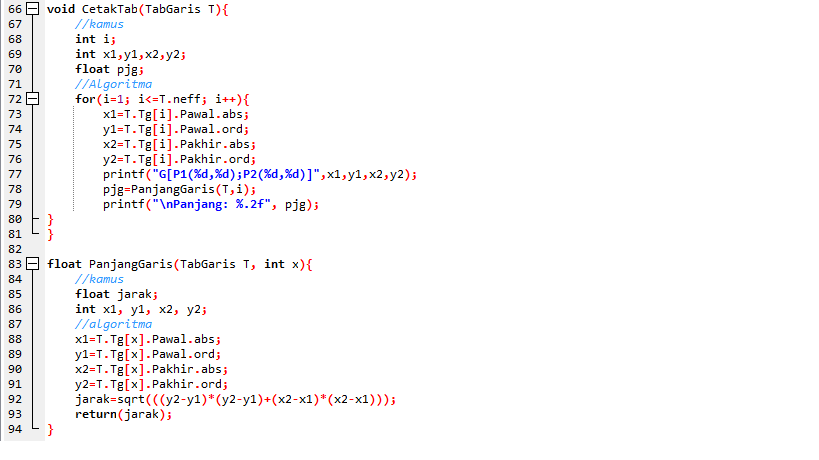 66 void CetakTab(TabGaris T){
67 //kamus
68 int i;
69 int x1,y1,x2,y2;
70 float pjg;
71 //Algoritma
72 for(i=1; i<=T.neff; i++){
73 x1=T.Tg[i].Pawal.abs;
74 y1=T.Tg[i].Pawal.ord;
75 x2=T.Tg[i].Pakhir.abs;
76 y2=T.Tg[i].Pakhir.ord;
77 printf("G[P1(%d,%d);P2(%d,%d)]",x1,y1,x2,y2);
78 pjg=PanjangGaris(T,i);
79 printf("\nPanjang: %.2f", pjg);
80 }
81 }
82
83 float PanjangGaris(TabGaris T, int x){
84 //kamus
85 float jarak;
86 int x1, y1, x2, y2;
87 //algoritma
88 x1=T.Tg[x].Pawal.abs;
89 y1=T.Tg[x].Pawal.ord;
90 x2=T.Tg[x].Pakhir.abs;
91 y2=T.Tg[x].Pakhir.ord;
92 jarak=sqrt(((y2-y1)*(y2-y1)+(x2-x1)*(x2-x1)));
93 return(jarak);
94 }